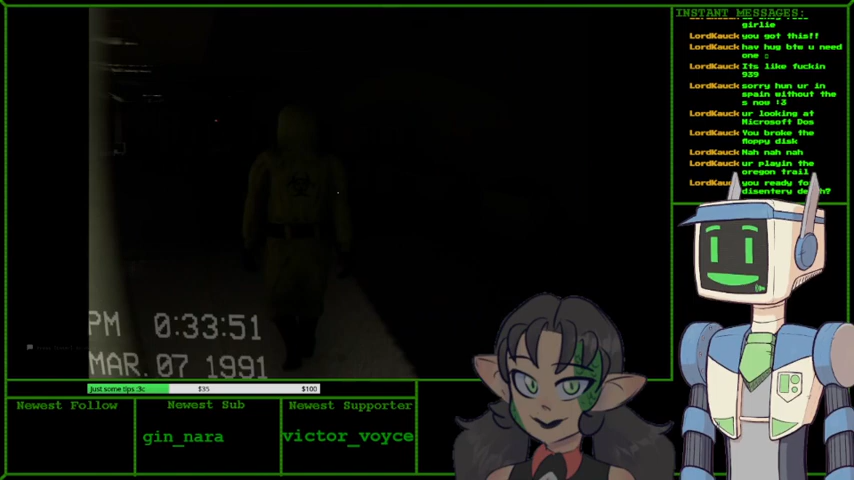 INSTANT MESSAGES:
girlie
LordKauck you got this!!
LordKauck hav hug btw u need
one :
LordKauck Its like fuckin
939
LordKauck sorry hun ur in
spain without the
s now :3
LordKauck ur looking at
Microsoft Dos
LordKauck You broke the
floppy disk
LordKauck Nah nah nah
LordKauck ur playin the
oregon trail
LordKauck you ready fo
disentery de th?
PM 0:33:51
MAR. 07 1991
Just some tips :3c $35 $100
Newest Follow Newest Sub Newest Supporter
gin_nara victor_voyce